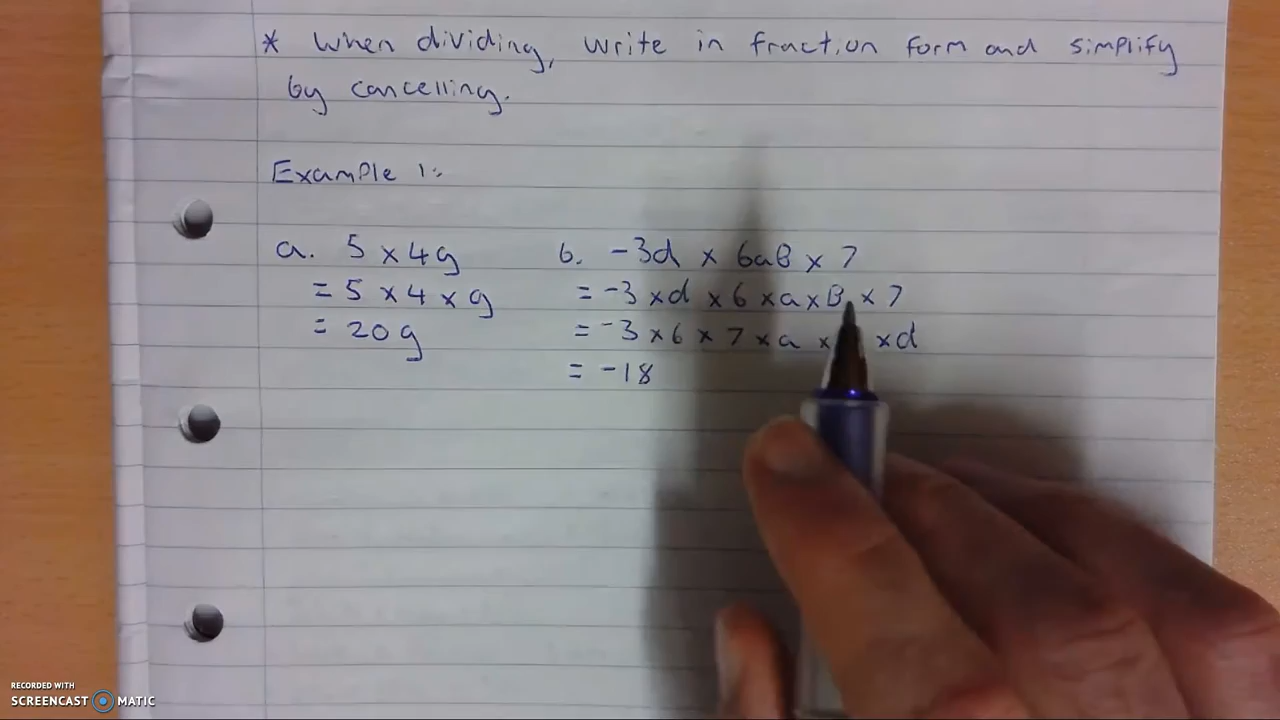 * When dividing, write in fraction form and simplify
by cancelling.
Example 1:
a. 5 × 4g
= 5 × 4 × g
= 20g
b. -3d × 6aB × 7
= -3 × d × 6 × a × B × 7
= -3 × 6 × 7 × a × × d
= -18
RECORDED WITH
SCREENCAST MATIC